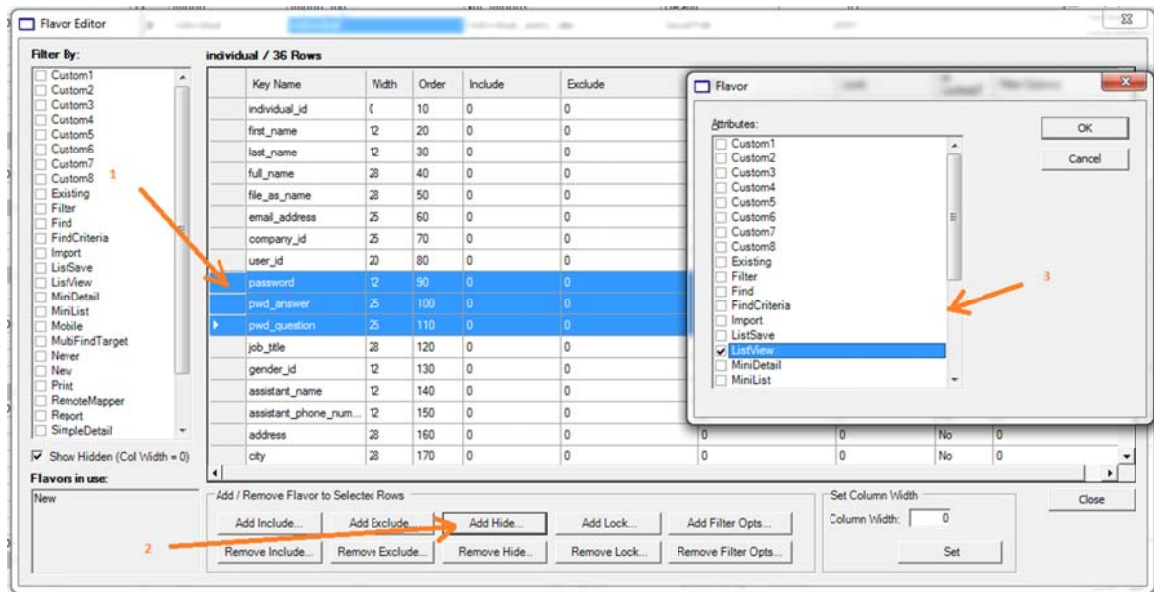 Flavor Editor
Filter By:
Custom1
Custom2
Custom3
Custom4
Custom5
Custom6
Custom7
Custom8
Existing
Filter
Find
FindCriteria
Import
ListSave
ListView
MiniDetail
MiniList
Mobile
MultiFindTarget
Never
New
Print
RemoteMapper
Report
SimpleDetail
Show Hidden (Col Width = 0)
Flavors in use:
New
1
individual / 36 Rows
Key Name Width Order Include Exclude
individual_id 0 10 0 0
first_name 12 20 0 0
last_name 12 30 0 0
full_name 28 40 0 0
file_as_name 28 50 0 0
email_address 25 60 0 0
company_id 25 70 0 0
user_id 20 80 0 0
password 12 90 0 0
pwd_answer 25 100 0 0
pwd_question 25 110 0 0
job_title 28 120 0 0
gender_id 12 130 0 0
assistant_name 12 140 0 0
assistant_phone_num... 12 150 0 0
address 28 160 0 0 0 0 No 0
city 28 170 0 0 0 0 No 0
Flavor
Attributes:
Custom1
Custom2
Custom3
Custom4
Custom5
Custom6
Custom7
Custom8
Existing
Filter
Find
FindCriteria
Import
ListSave
ListView
MiniDetail
MiniList
OK
Cancel
3
Add / Remove Flavor to Selected Rows
Add Include... Add Exclude... Add Hide... Add Lock... Add Filter Opts...
2
Remove Include... Remove Exclude... Remove Hide... Remove Lock... Remove Filter Opts...
Set Column Width
Column Width: 0
Set
Close